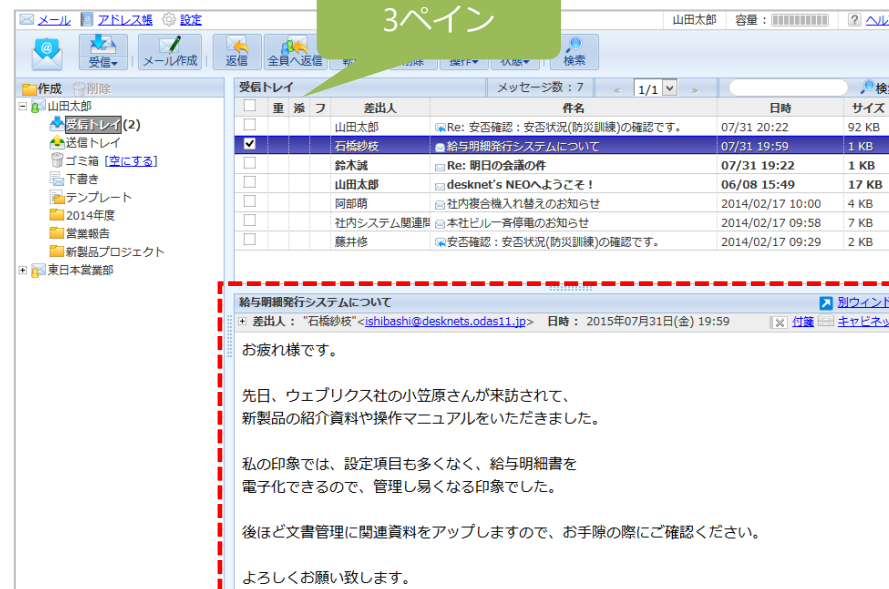 3ペイン
メール アドレス帳 設定
山田太郎 容量： ? ヘル
受信▾ メール作成 返信 全員へ返信 削除 操作▾ 状態▾ 検索
作成 削除
山田太郎
受信トレイ(2)
送信トレイ
ゴミ箱 [空にする]
下書き
テンプレート
2014年度
営業報告
新製品プロジェクト
東日本営業部
受信トレイ メッセージ数：7 « 1/1 » 検
重 添 フ 差出人 件名 日時 サイズ
山田太郎 Re: 安否確認：安否状況(防災訓練)の確認です。 07/31 20:22 92 KB
石橋紗枝 給与明細発行システムについて 07/31 19:59 1 KB
鈴木誠 Re: 明日の会議の件 07/31 19:22 1 KB
山田太郎 desknet's NEOへようこそ！ 06/08 15:49 17 KB
阿部萌 社内複合機入れ替えのお知らせ 2014/02/17 10:00 4 KB
社内システム関連 本社ビル一斉停電のお知らせ 2014/02/17 09:58 7 KB
藤井修 安否確認：安否状況(防災訓練)の確認です。 2014/02/17 09:29 2 KB
給与明細発行システムについて 別ウィンド
差出人： "石橋紗枝"<ishibashi@desknets.odas11.jp> 日時： 2015年07月31日(金) 19:59 付箋 キャビネッ
お疲れ様です。
先日、ウェブリクス社の小笠原さんが来訪されて、
新製品の紹介資料や操作マニュアルをいただきました。
私の印象では、設定項目も多くなく、給与明細書を
電子化できるので、管理し易くなる印象でした。
後ほど文書管理に関連資料をアップしますので、お手隙の際にご確認ください。
よろしくお願い致します。